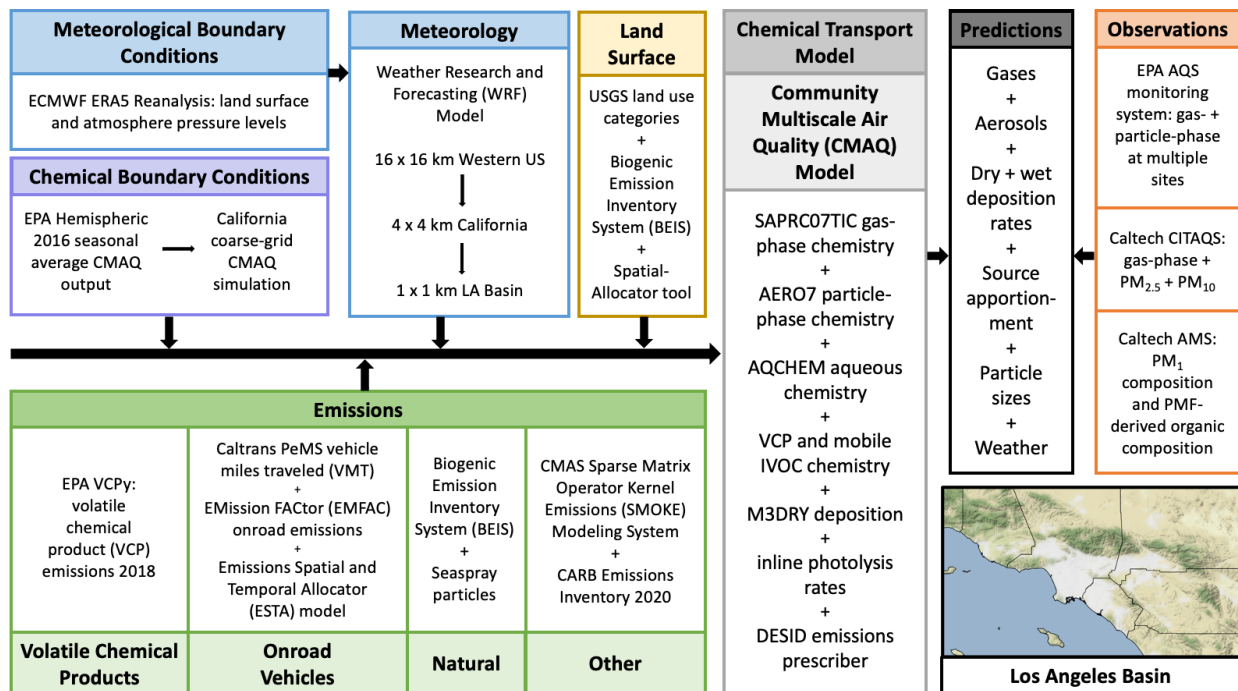 Meteorological Boundary
Conditions
ECMWF ERA5 Reanalysis: land surface
and atmosphere pressure levels
Chemical Boundary Conditions
EPA Hemispheric
2016 seasonal
average CMAQ
output
California
coarse-grid
CMAQ
simulation
Meteorology
Weather Research and
Forecasting (WRF)
Model
16 x 16 km Western US
4 x 4 km California
1 x 1 km LA Basin
Land
Surface
USGS land use
categories
+
Biogenic
Emission
Inventory
System (BEIS)
+
Spatial-
Allocator tool
Emissions
EPA VCPy:
volatile
chemical
product (VCP)
emissions 2018
Volatile Chemical
Products
Caltrans PeMS vehicle
miles traveled (VMT)
+
EMission FACtor (EMFAC)
onroad emissions
+
Emissions Spatial and
Temporal Allocator
(ESTA) model
Onroad
Vehicles
Biogenic
Emission
Inventory
System (BEIS)
+
Seaspray
particles
Natural
CMAS Sparse Matrix
Operator Kernel
Emissions (SMOKE)
Modeling System
+
CARB Emissions
Inventory 2020
Other
Chemical Transport
Model
Community
Multiscale Air
Quality (CMAQ)
Model
SAPRC07TIC gas-
phase chemistry
+
AERO7 particle-
phase chemistry
+
AQCHEM aqueous
chemistry
+
VCP and mobile
IVOC chemistry
+
M3DRY deposition
+
inline photolysis
rates
+
DESID emissions
prescriber
Predictions
Gases
+
Aerosols
+
Dry + wet
deposition
rates
+
Source
apportion-
ment
+
Particle
sizes
+
Weather
Observations
EPA AQS
monitoring
system: gas- +
particle-phase
at multiple
sites
Caltech CITAQS:
gas-phase +
PM2.5 + PM10
Caltech AMS:
PM1
composition
and PMF-
derived organic
composition
Los Angeles Basin